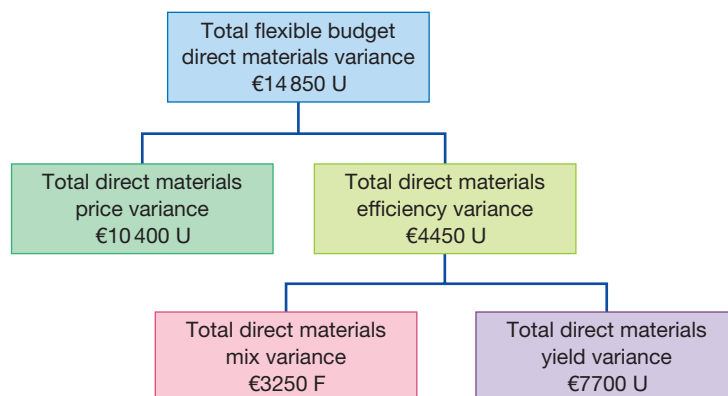 Total flexible budget
direct materials variance
€14 850 U
Total direct materials
price variance
€10 400 U
Total direct materials
efficiency variance
€4450 U
Total direct materials
mix variance
€3250 F
Total direct materials
yield variance
€7700 U